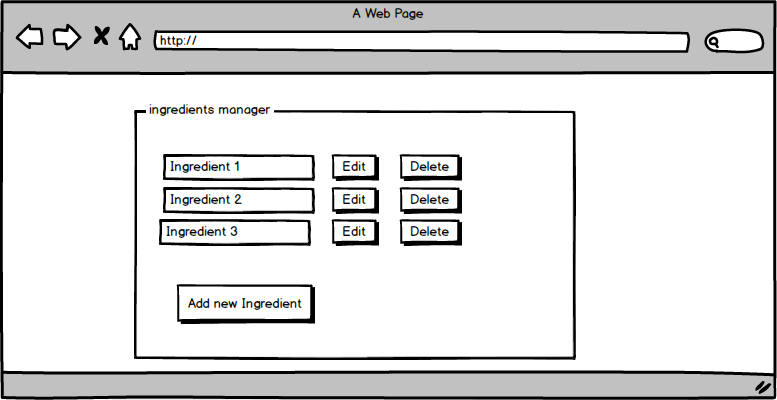 A Web Page
http://
ingredients manager
Ingredient 1 Edit Delete
Ingredient 2 Edit Delete
Ingredient 3 Edit Delete
Add new Ingredient